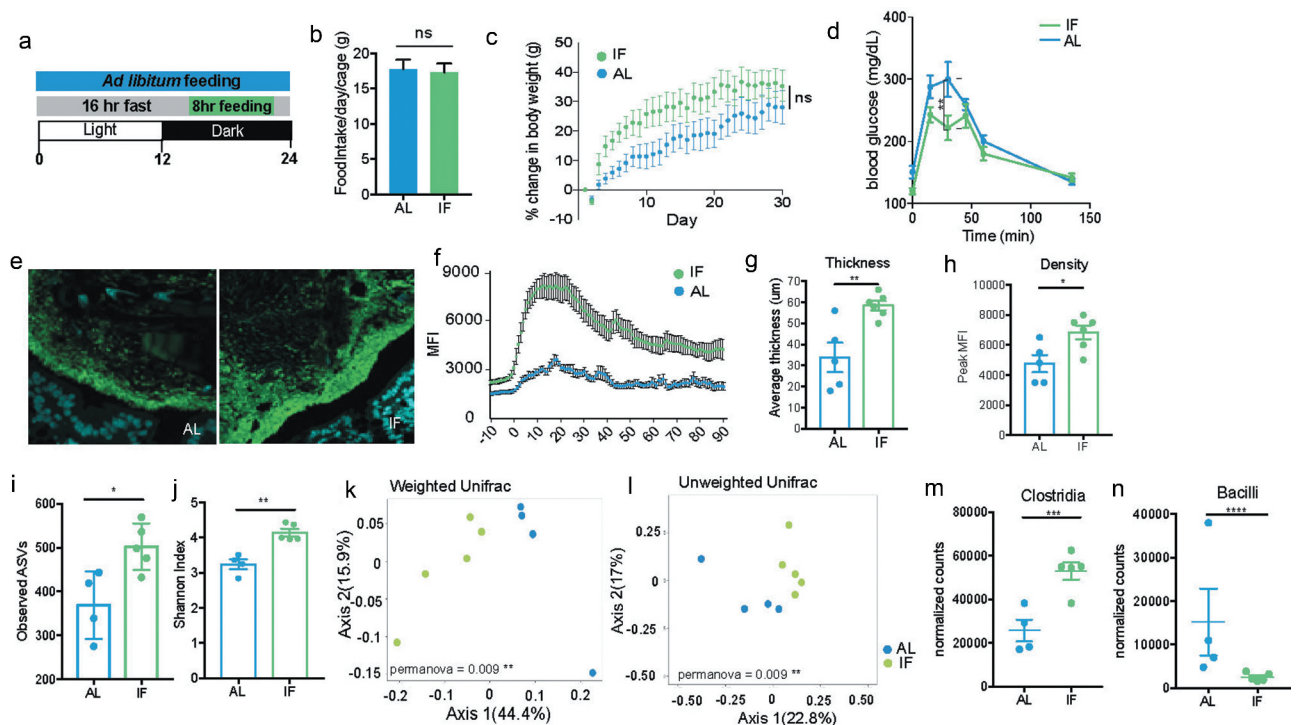 a
Ad libitum feeding
16 hr fast
8hr feeding
Light
Dark
0
12
24
b
ns
FoodIntake/day/cage (g)
20
15
10
5
0
AL
IF
c
IF
AL
% change in body weight (g)
50
40
30
20
10
0
-10
ns
0
10
20
30
Day
d
IF
AL
blood glucose (mg/dL)
400
300
200
100
**
0
50
100
150
Time (min)
e
AL
IF
f
IF
AL
MFI
9000
6000
3000
0
-10
0
10
20
30
40
50
60
70
80
90
g
Thickness
**
Average thickness (um)
70
60
50
40
30
20
10
0
AL
IF
h
Density
*
Peak MFI
10000
8000
6000
4000
2000
0
AL
IF
i
*
Observed ASVs
600
500
400
300
200
AL
IF
j
**
Shannon Index
5
4
3
2
1
0
AL
IF
k
Weighted Unifrac
Axis 2(15.9%)
0.05
0
-0.05
-0.1
-0.15
permanova = 0.009 **
-0.2
-0.1
0
0.1
0.2
Axis 1(44.4%)
l
Unweighted Unifrac
Axis 2(17%)
0.25
0
-0.25
-0.50
permanova = 0.009 **
-0.50
-0.25
0
0.25
0.50
Axis 1(22.8%)
AL
IF
m
Clostridia
***
normalized counts
80000
60000
40000
20000
0
AL
IF
n
Bacilli
****
normalized counts
40000
30000
20000
10000
0
AL
IF